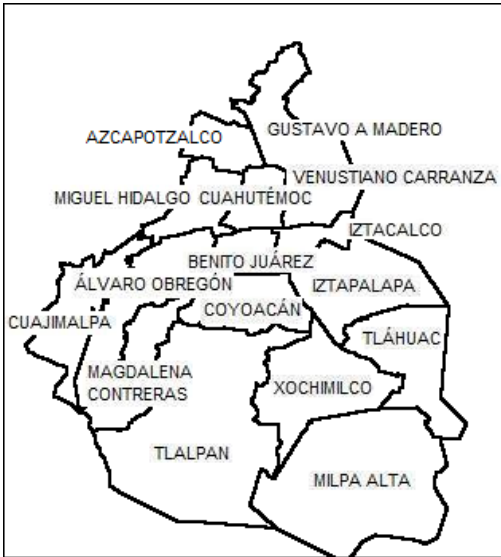 GUSTAVO A MADERO
AZCAPOTZALCO
VENUSTIANO CARRANZA
MIGUEL HIDALGO
CUAHUTÉMOC
IZTACALCO
BENITO JUÁREZ
ÁLVARO OBREGÓN
IZTAPALAPA
COYOACÁN
CUAJIMALPA
TLÁHUAC
MAGDALENA
CONTRERAS
XOCHIMILCO
TLALPAN
MILPA ALTA